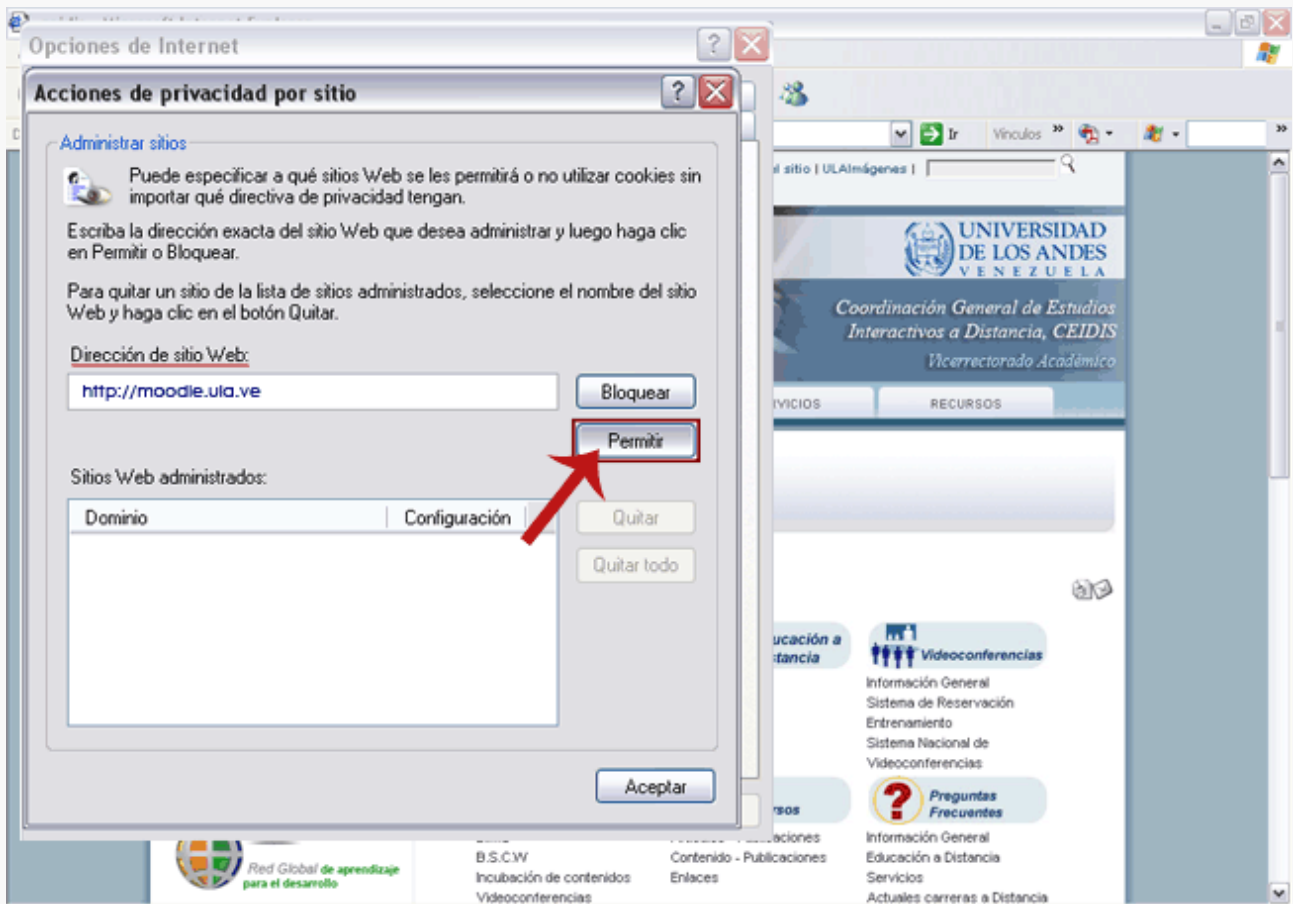 Opciones de Internet
Acciones de privacidad por sitio
Administrar sitios
Puede especificar a qué sitios Web se les permitirá o no utilizar cookies sin
importar qué directiva de privacidad tengan.
Escriba la dirección exacta del sitio Web que desea administrar y luego haga clic
en Permitir o Bloquear.
Para quitar un sitio de la lista de sitios administrados, seleccione el nombre del sitio
Web y haga clic en el botón Quitar.
Dirección de sitio Web:
http://moodle.ula.ve
Bloquear
Permitir
Sitios Web administrados:
Dominio Configuración
Quitar
Quitar todo
Aceptar
Ir Vínculos »
»
sitio | ULAImágenes |
UNIVERSIDAD
DE LOS ANDES
VENEZUELA
Coordinación General de Estudios
Interactivos a Distancia, CEIDIS
Vicerrectorado Académico
RECURSOS
Videoconferencias
Información General
Sistema de Reservación
Entrenamiento
Sistema Nacional de
Videoconferencias
Preguntas
Frecuentes
Información General
Educación a Distancia
Servicios
Actuales carreras a Distancia
Contenido - Publicaciones
Enlaces
B.S.C.W
Incubación de contenidos
Videoconferencias
Red Global de aprendizaje
para el desarrollo